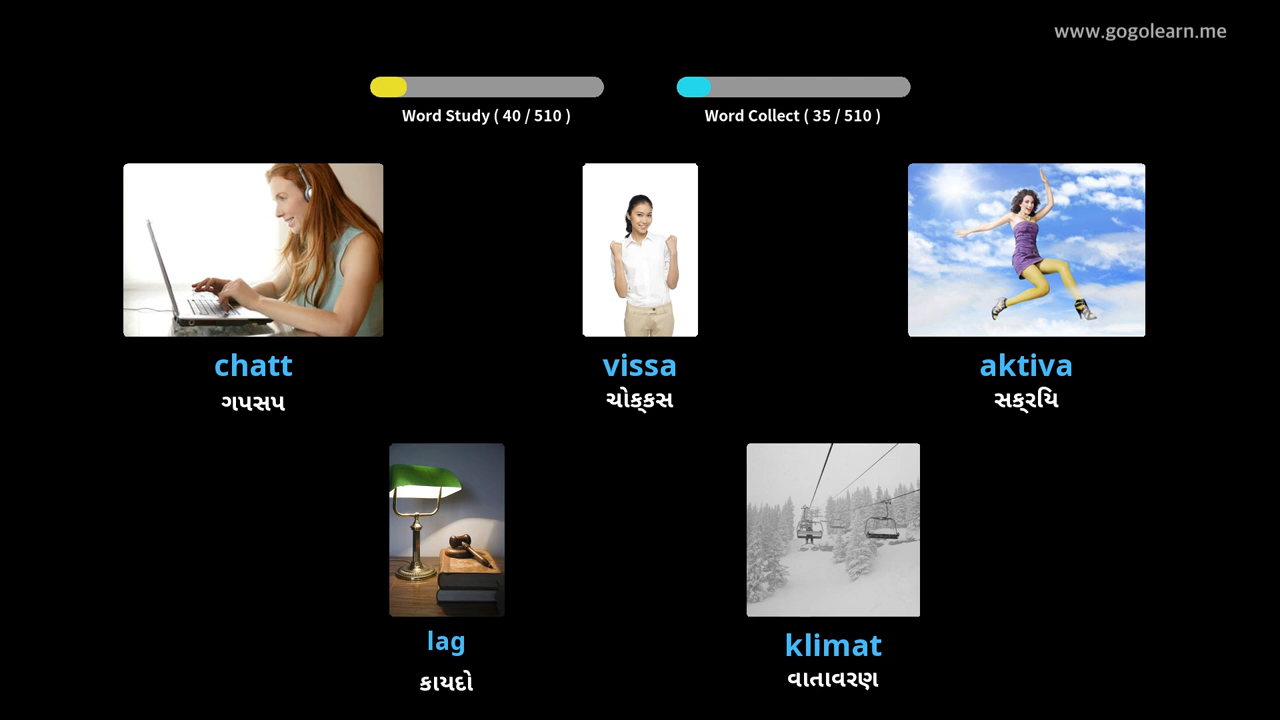 www.gogolearn.me
Word Study ( 40 / 510 )
Word Collect ( 35 / 510 )
chatt
ગપસપ
vissa
ચોક્કસ
aktiva
સક્રિય
lag
કાયદો
klimat
વાતાવરણ